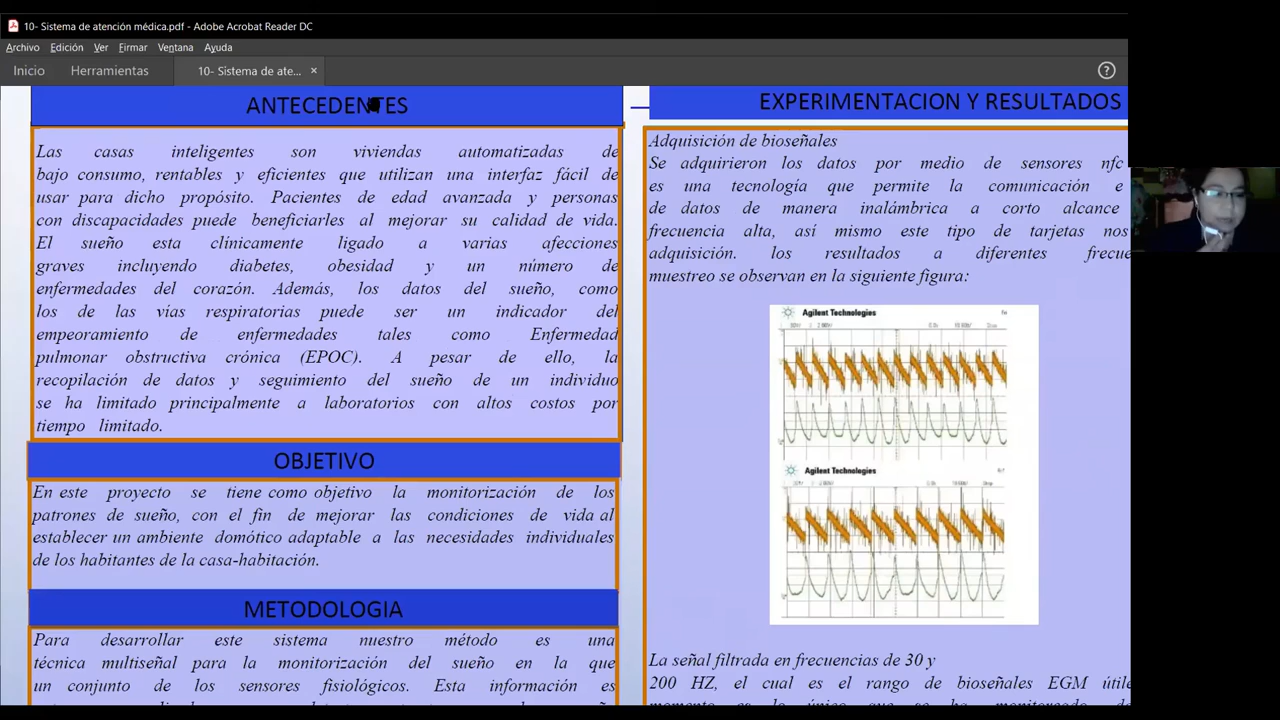 10- Sistema de atención médica.pdf - Adobe Acrobat Reader DC
Archivo Edición Ver Firmar Ventana Ayuda
Inicio Herramientas 10- Sistema de ate... ×
ANTECEDENTES
Las casas inteligentes son viviendas automatizadas de
bajo consumo, rentables y eficientes que utilizan una interfaz fácil de
usar para dicho propósito. Pacientes de edad avanzada y personas
con discapacidades puede beneficiarles al mejorar su calidad de vida.
El sueño esta clínicamente ligado a varias afecciones
graves incluyendo diabetes, obesidad y un número de
enfermedades del corazón. Además, los datos del sueño, como
los de las vías respiratorias puede ser un indicador del
empeoramiento de enfermedades tales como Enfermedad
pulmonar obstructiva crónica (EPOC). A pesar de ello, la
recopilación de datos y seguimiento del sueño de un individuo
se ha limitado principalmente a laboratorios con altos costos por
tiempo limitado.
OBJETIVO
En este proyecto se tiene como objetivo la monitorización de los
patrones de sueño, con el fin de mejorar las condiciones de vida al
establecer un ambiente domótico adaptable a las necesidades individuales
de los habitantes de la casa-habitación.
METODOLOGIA
Para desarrollar este sistema nuestro método es una
técnica multiseñal para la monitorización del sueño en la que
un conjunto de los sensores fisiológicos. Esta información es
EXPERIMENTACION Y RESULTADOS
Adquisición de bioseñales
Se adquirieron los datos por medio de sensores nfc
es una tecnología que permite la comunicación e
de datos de manera inalámbrica a corto alcance
frecuencia alta, así mismo este tipo de tarjetas nos
adquisición. los resultados a diferentes frecue
muestreo se observan en la siguiente figura:
Agilent Technologies
Agilent Technologies
La señal filtrada en frecuencias de 30 y
200 HZ, el cual es el rango de bioseñales EGM útile